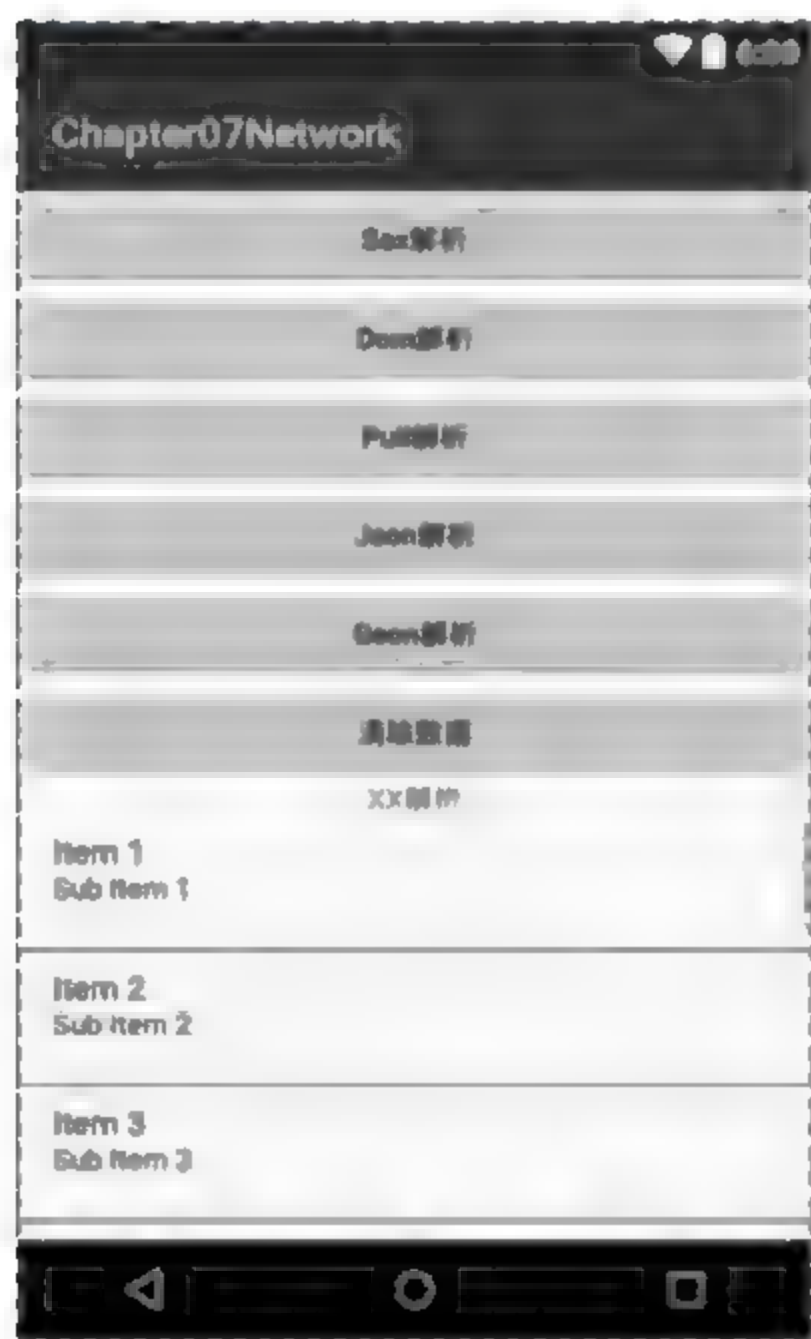 Chapter07Network
Sax解析
Dom解析
Pull解析
Json解析
Gson解析
清除数据
XX解析
Item 1
Sub Item 1
Item 2
Sub Item 2
Item 3
Sub Item 3